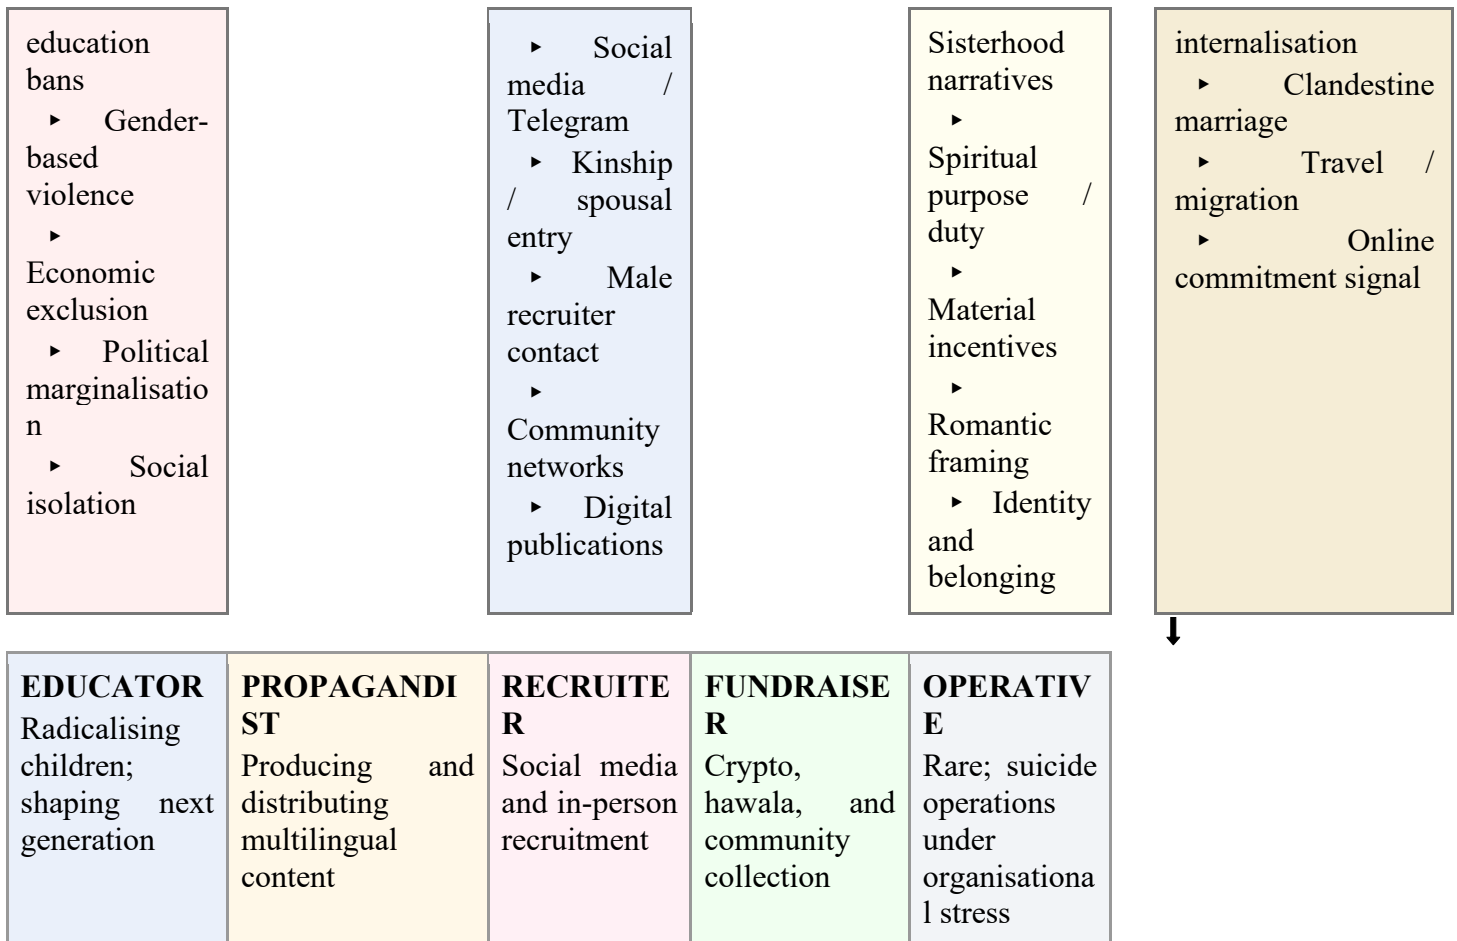 education
bans
‣ Gender-
based
violence
‣
Economic
exclusion
‣ Political
marginalisatio
n
‣ Social
isolation
‣ Social
media /
Telegram
‣ Kinship
/ spousal
entry
‣ Male
recruiter
contact
‣
Community
networks
‣ Digital
publications
Sisterhood
narratives
‣
Spiritual
purpose /
duty
‣
Material
incentives
‣
Romantic
framing
‣ Identity
and
belonging
internalisation
‣ Clandestine
marriage
‣ Travel /
migration
‣ Online
commitment signal
EDUCATOR
Radicalising
children;
shaping next
generation
PROPAGANDI
ST
Producing and
distributing
multilingual
content
RECRUITE
R
Social media
and in-person
recruitment
FUNDRAISE
R
Crypto,
hawala, and
community
collection
OPERATIV
E
Rare; suicide
operations
under
organisationa
l stress